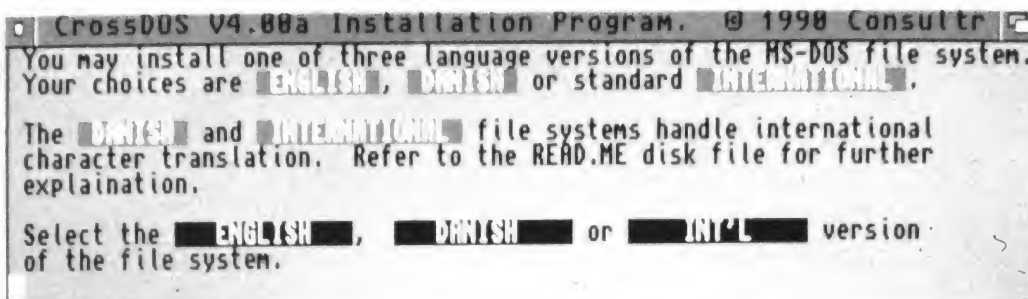 CrossDOS V4.00a Installation Program. © 1990 Consultr
You may install one of three language versions of the MS-DOS file system.
Your choices are ENGLISH, DANISH or standard INTERNATIONAL.
The DANISH and INTERNATIONAL file systems handle international
character translation. Refer to the READ.ME disk file for further
explaination.
Select the ENGLISH, DANISH or INT'L version
of the file system.